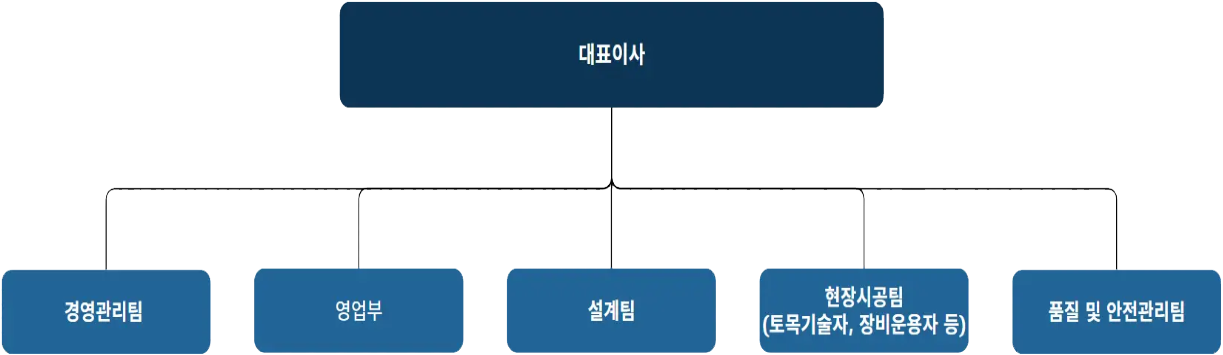 대표이사
경영관리팀
영업부
설계팀
현장시공팀
(토목기술자, 장비운용자 등)
품질 및 안전관리팀